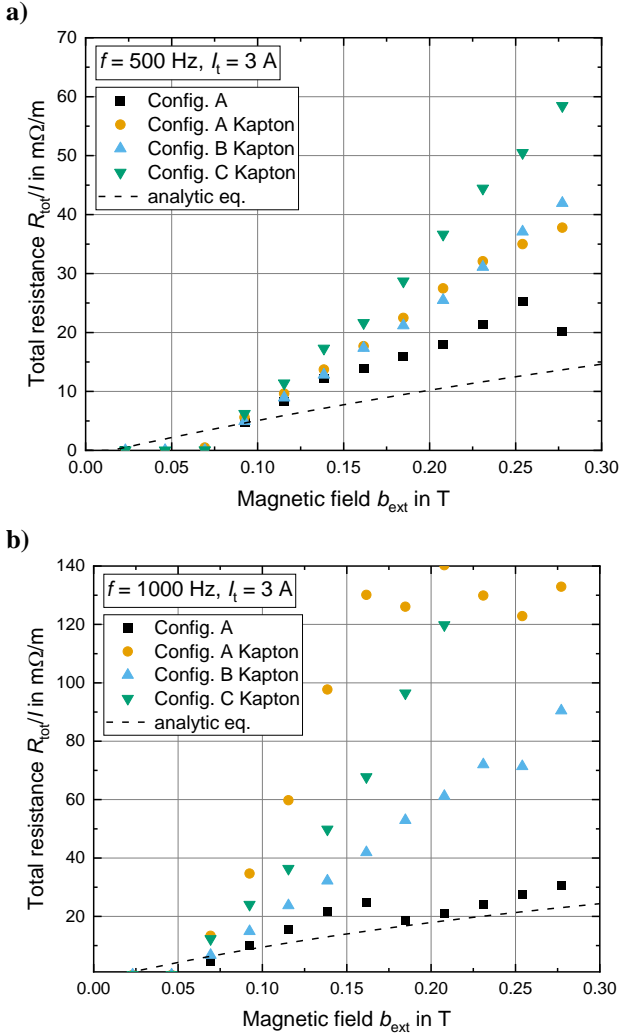 a)
70
60
50
40
30
20
10
0
Total resistance Rtot/l in mΩ/m
f = 500 Hz, It = 3 A
Config. A
Config. A Kapton
Config. B Kapton
Config. C Kapton
analytic eq.
0.00 0.05 0.10 0.15 0.20 0.25 0.30
Magnetic field bext in T
b)
140
120
100
80
60
40
20
Total resistance Rtot/l in mΩ/m
f = 1000 Hz, It = 3 A
Config. A
Config. A Kapton
Config. B Kapton
Config. C Kapton
analytic eq.
0.00 0.05 0.10 0.15 0.20 0.25 0.30
Magnetic field bext in T